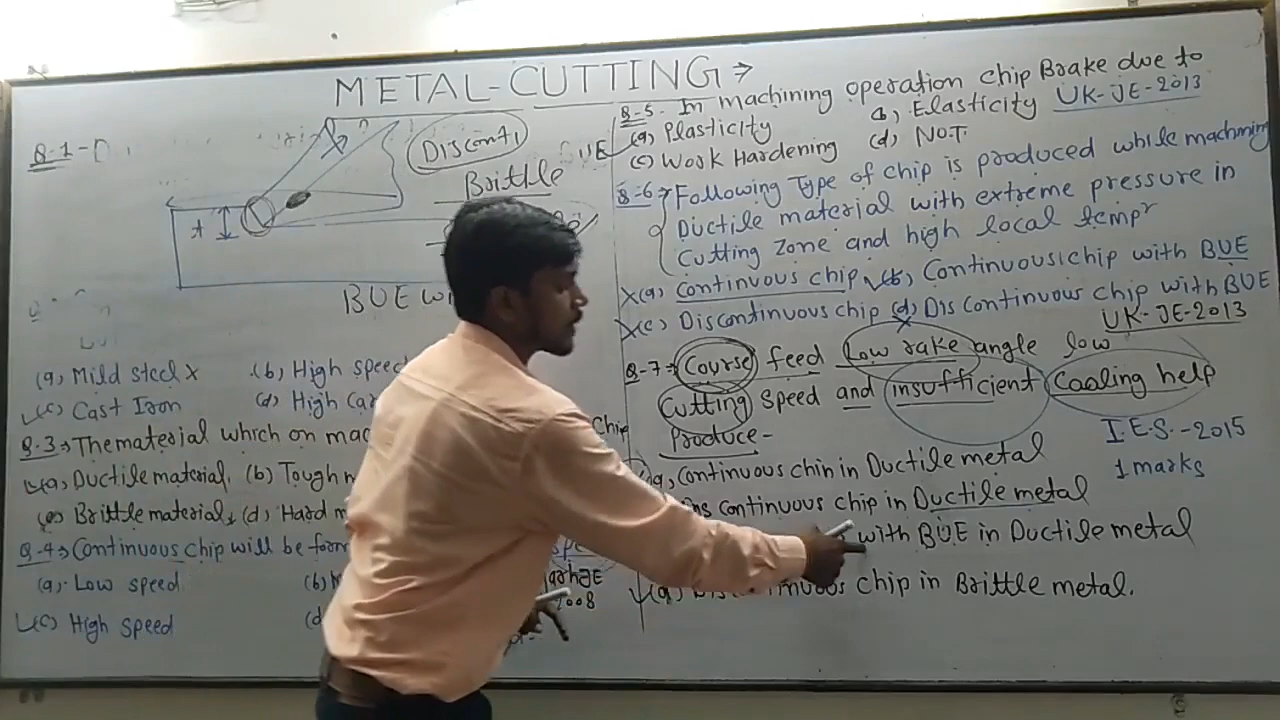 METAL-CUTTING →
Q.1-D
Disconti
BUE
Brittle
t
BUE
(a) Mild steel ×
(b) High speed
(c) Cast Iron
(d) High Car
Q.3→ The material which on mac
Chip
(a) Ductile material, (b) Tough
(c) Brittle material, (d) Hard
Q-4→ Continuous chip will be form
(a) Low speed
(c) High speed
2008
Q-5- In machining operation chip Brake due to
(a) Plasticity
(b) Elasticity UK-JE-2013
(c) Work Hardening
(d) NOT
Q-6→ Following Type of chip is produced while machining
Ductile material with extreme pressure in
Cutting zone and high local tempr
×(a) Continuous chip (b) Continuous chip with BUE
×(c) Discontinuous chip (d) Discontinuous chip with BUE
UK-JE-2013
Q-7→ Course feed Low rake angle low
Cutting speed and insufficient Cooling help
Produce-
I.E.S.-2015
1 marks
(a) Continuous chin in Ductile metal
continuous chip in Ductile metal
with BUE in Ductile metal
chip in Brittle metal.